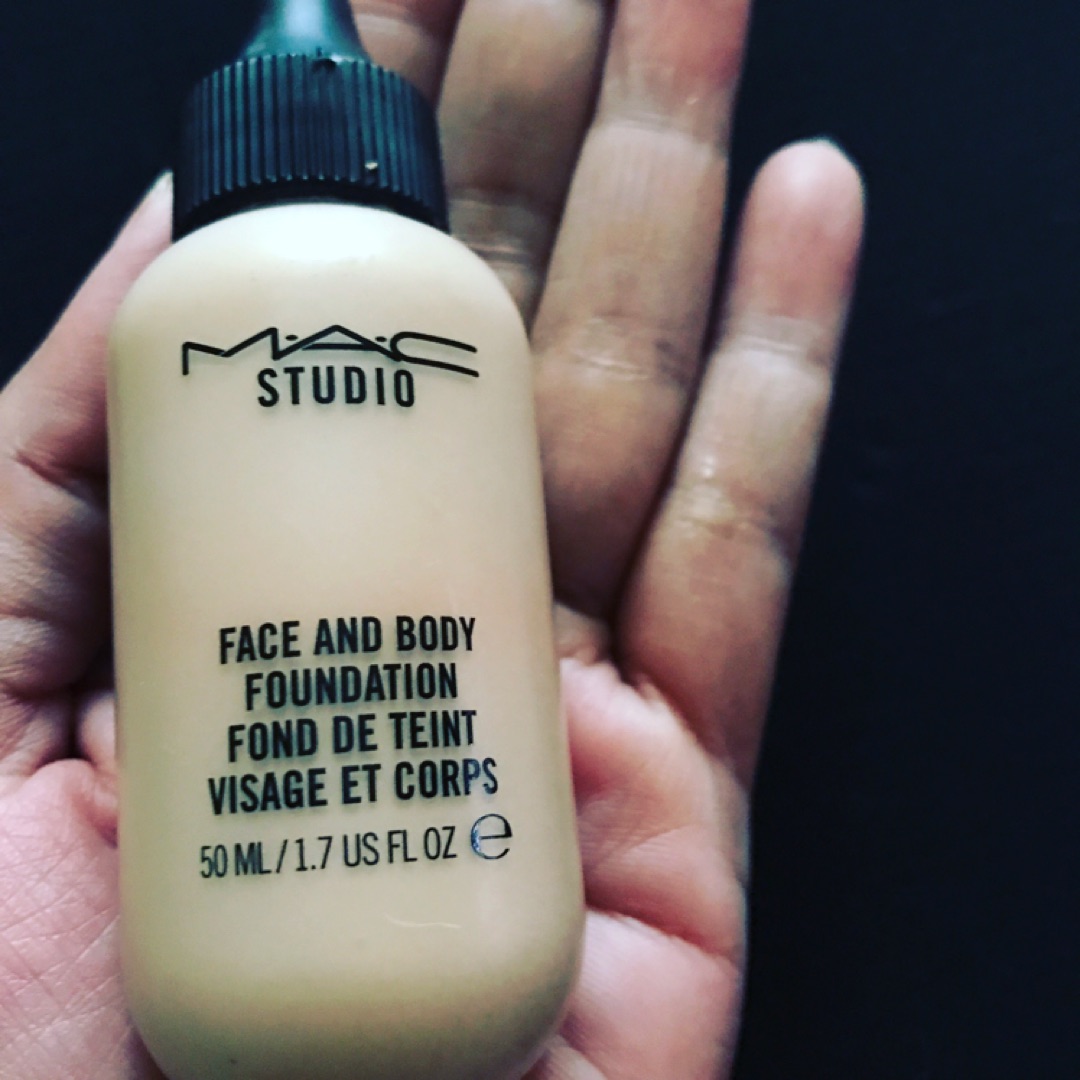 M·A·C
STUDIO
FACE AND BODY
FOUNDATION
FOND DE TEINT
VISAGE ET CORPS
50 ML / 1.7 US FL OZ ℮